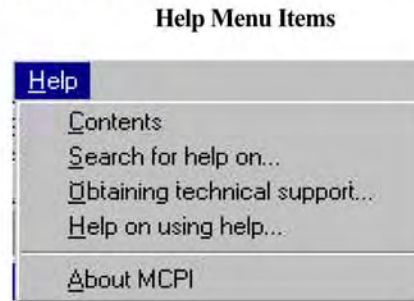 Help Menu Items
Help
Contents
Search for help on...
Obtaining technical support...
Help on using help...
About MCPI